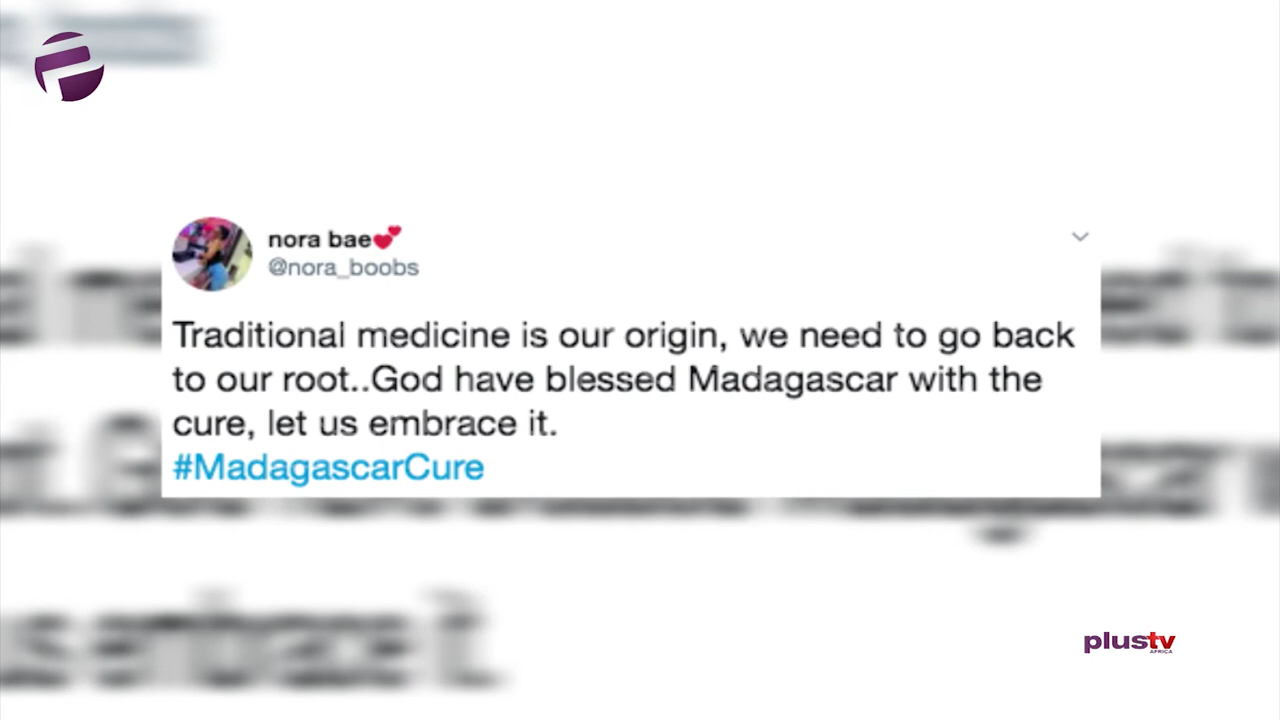 nora bae💕
@nora_boobs
Traditional medicine is our origin, we need to go back
to our root..God have blessed Madagascar with the
cure, let us embrace it.
#MadagascarCure
plustv
AFRICA